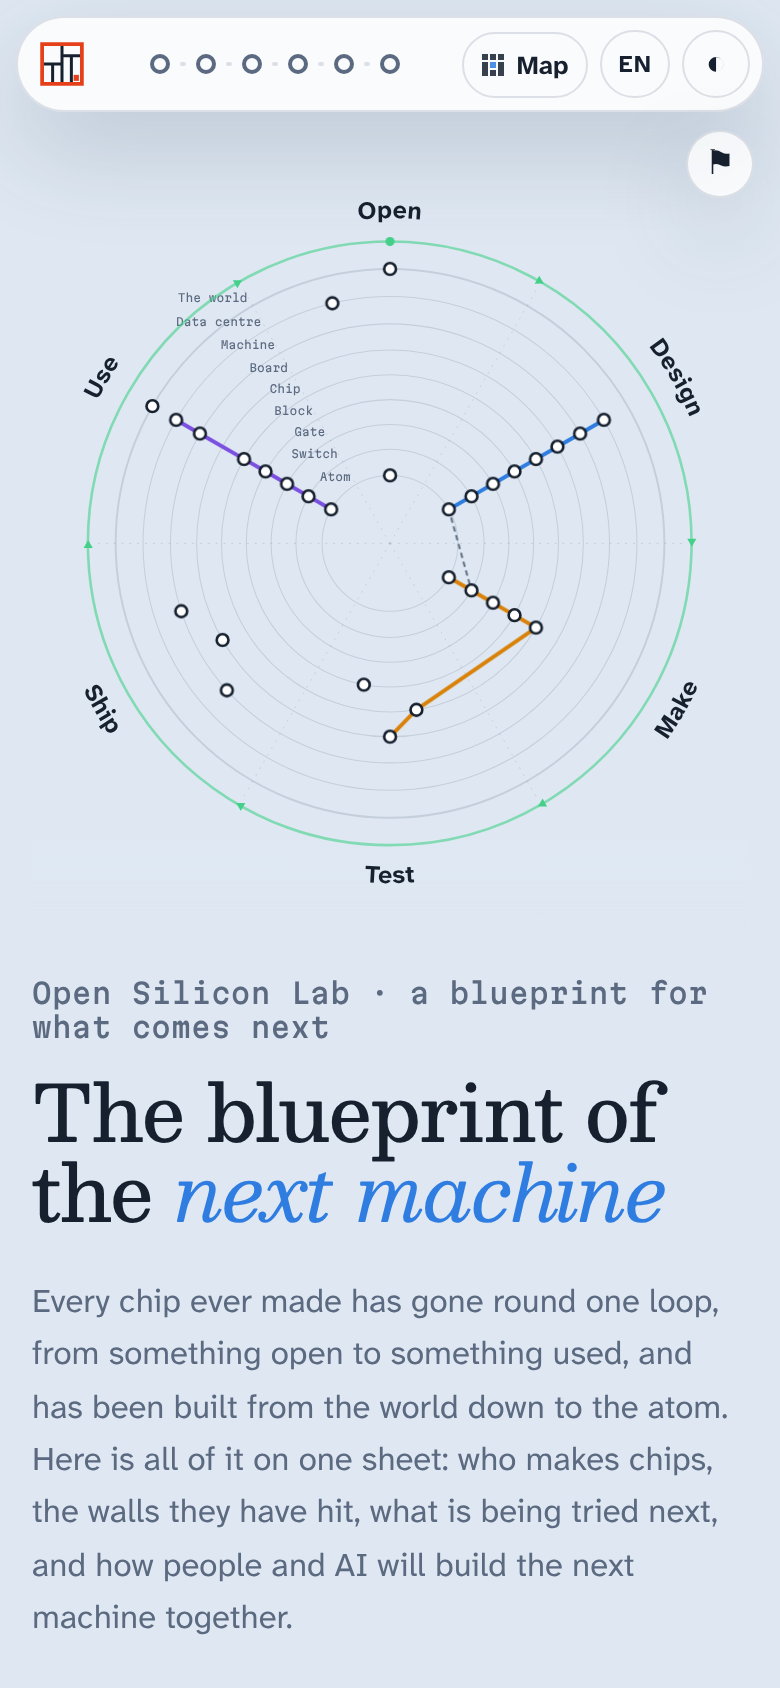 Map
EN
Open
The world
Data centre
Machine
Board
Chip
Block
Gate
Switch
Atom
Use
Design
Ship
Make
Test
Open Silicon Lab · a blueprint for
what comes next
The blueprint of
the next machine
Every chip ever made has gone round one loop,
from something open to something used, and
has been built from the world down to the atom.
Here is all of it on one sheet: who makes chips,
the walls they have hit, what is being tried next,
and how people and AI will build the next
machine together.